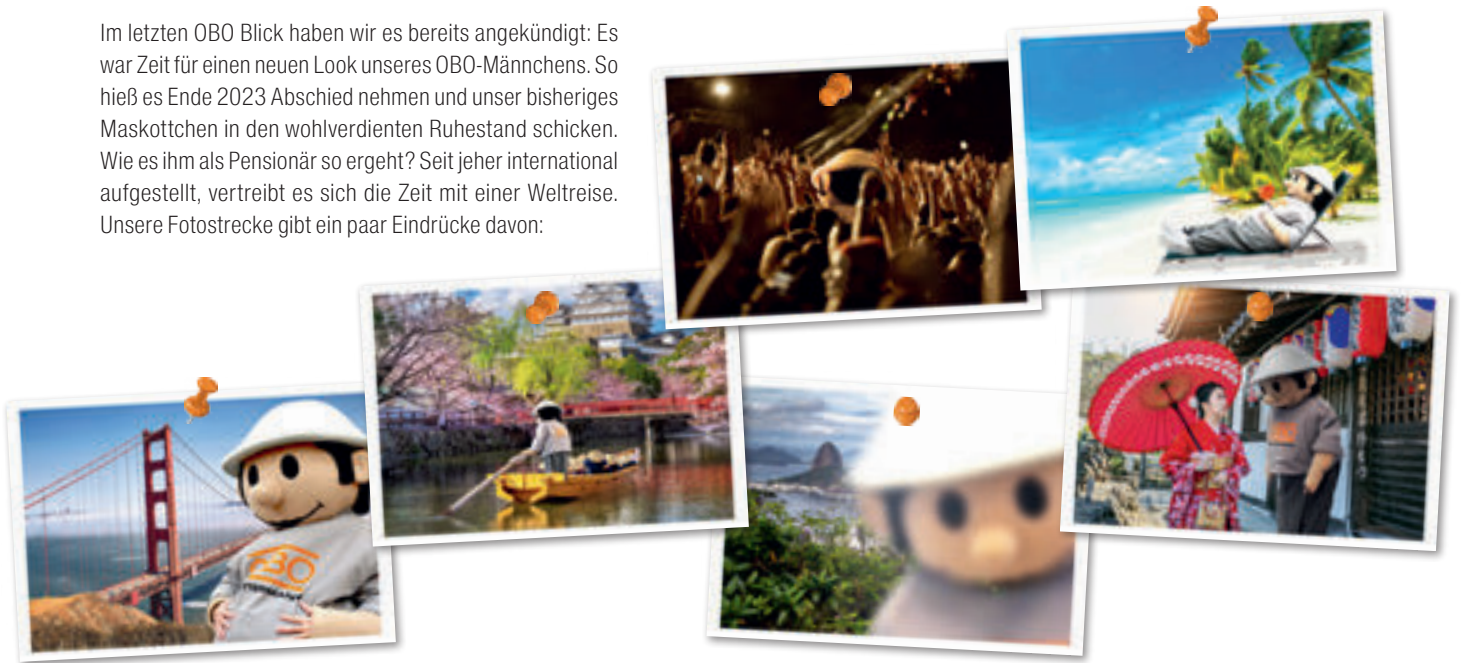 Im letzten OBO Blick haben wir es bereits angekündigt: Es
war Zeit für einen neuen Look unseres OBO-Männchens. So
hieß es Ende 2023 Abschied nehmen und unser bisheriges
Maskottchen in den wohlverdienten Ruhestand schicken.
Wie es ihm als Pensionär so ergeht? Seit jeher international
aufgestellt, vertreibt es sich die Zeit mit einer Weltreise.
Unsere Fotostrecke gibt ein paar Eindrücke davon:
OBO